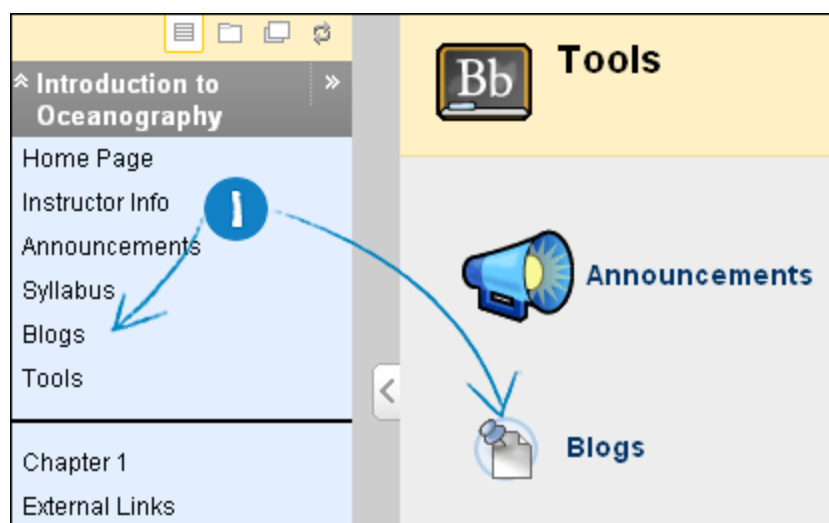 Introduction to
Oceanography
Home Page
Instructor Info
Announcements
Syllabus
Blogs
Tools
Chapter 1
External Links
1
Bb
Tools
Announcements
Blogs